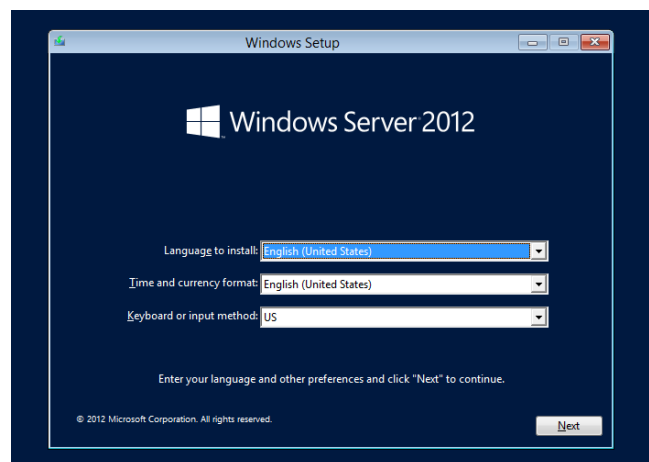 Windows Setup
Windows Server 2012
Language to install: English (United States)
Time and currency format: English (United States)
Keyboard or input method: US
Enter your language and other preferences and click "Next" to continue.
© 2012 Microsoft Corporation. All rights reserved.
Next